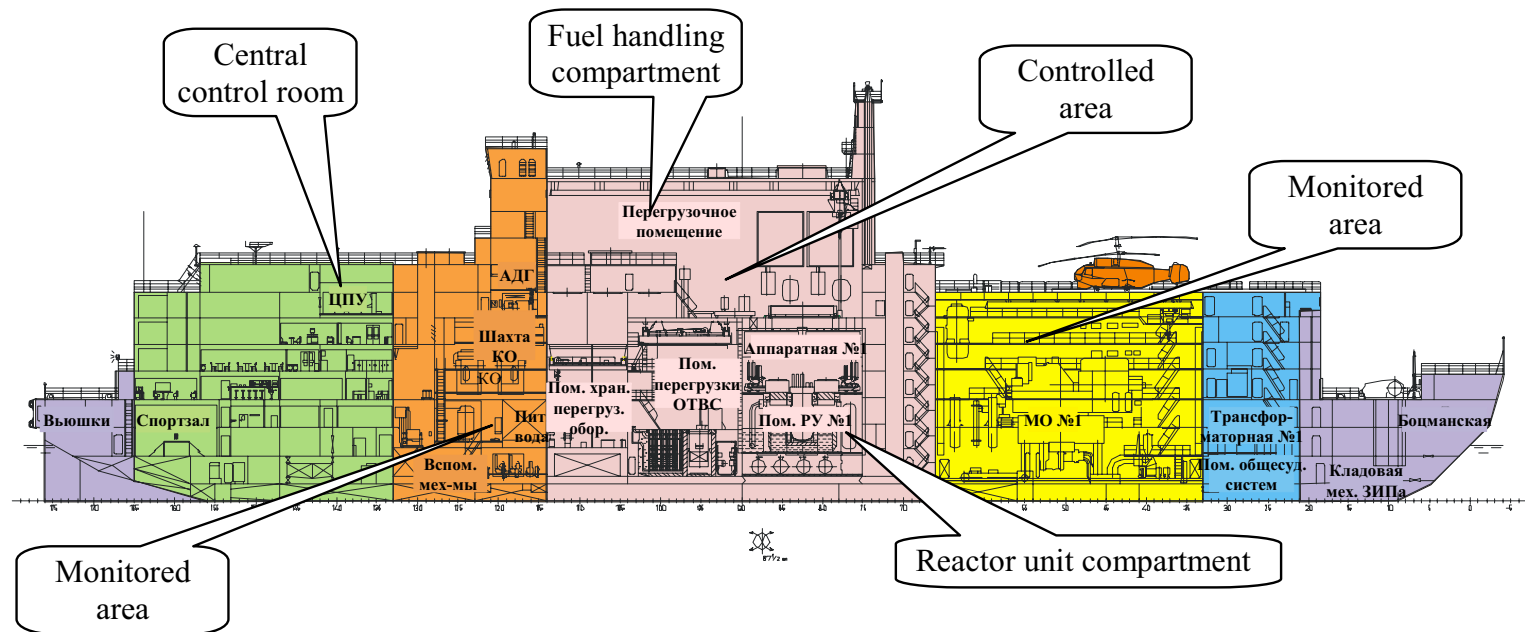 Central
control room
Fuel handling
compartment
Controlled
area
Monitored
area
Перегрузочное
помещение
АДГ
ЦПУ
Шахта
КО
КО
Аппаратная №1
Пом.
перегрузки
ОТВС
Пом. хран.
перегруз.
обор.
Вьюшки
Спортзал
Пит
вода
Пом. РУ №1
МО №1
Трансфор-
маторная №1
Боцманская
Вспом.
мех-мы
Пом. общесуд.
систем
Кладовая
мех. ЗИПа
Monitored
area
Reactor unit compartment